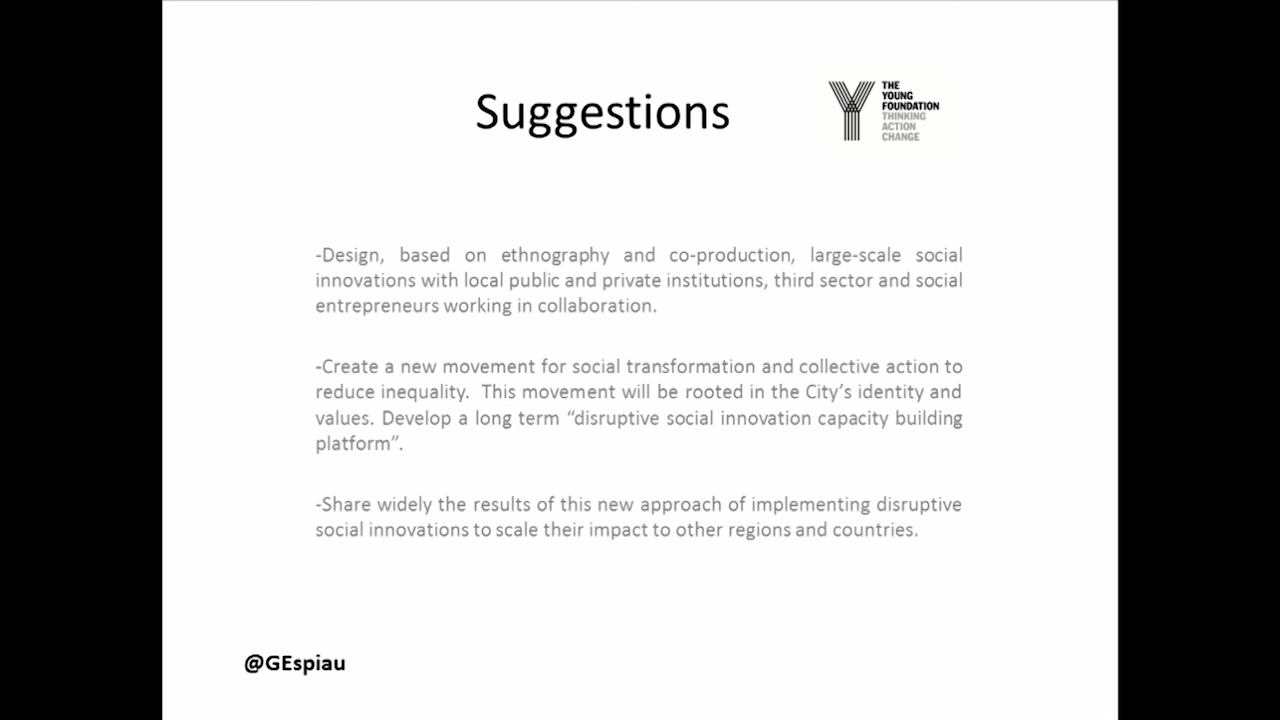 Suggestions
THE
YOUNG
FOUNDATION
THINKING
ACTION
CHANGE
-Design, based on ethnography and co-production, large-scale social
innovations with local public and private institutions, third sector and social
entrepreneurs working in collaboration.
-Create a new movement for social transformation and collective action to
reduce inequality.  This movement will be rooted in the City’s identity and
values. Develop a long term “disruptive social innovation capacity building
platform”.
-Share widely the results of this new approach of implementing disruptive
social innovations to scale their impact to other regions and countries.
@GEspiau